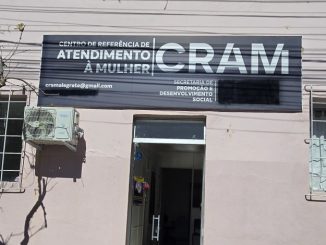 CENTRO DE REFERÊNCIA DE
ATENDIMENTO
À MULHER
CRAM
cramalegrete@gmail.com
SECRETARIA DE
PROMOÇÃO E
DESENVOLVIMENTO
SOCIAL